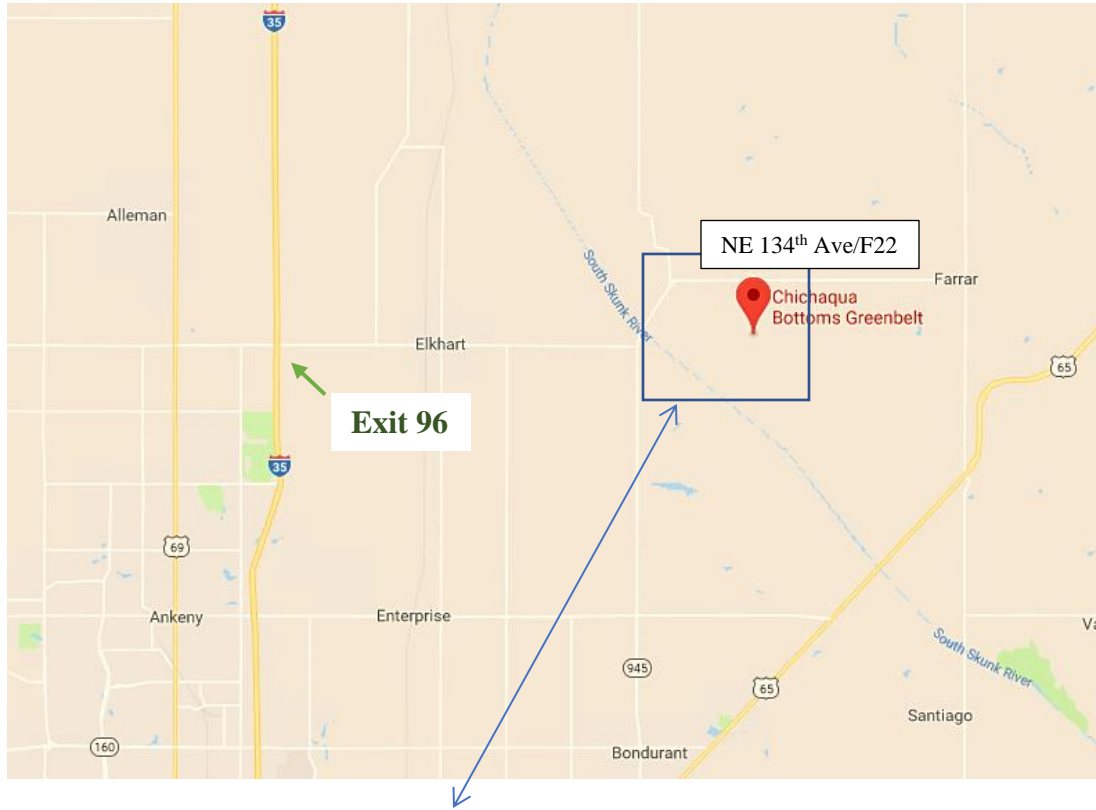 35
Alleman
NE 134th Ave/F22
South Skunk River
Farrar
Chichaqua
Bottoms Greenbelt
Elkhart
65
Exit 96
35
69
Ankeny
Enterprise
Va
South Skunk River
945
65
Santiago
160
Bondurant